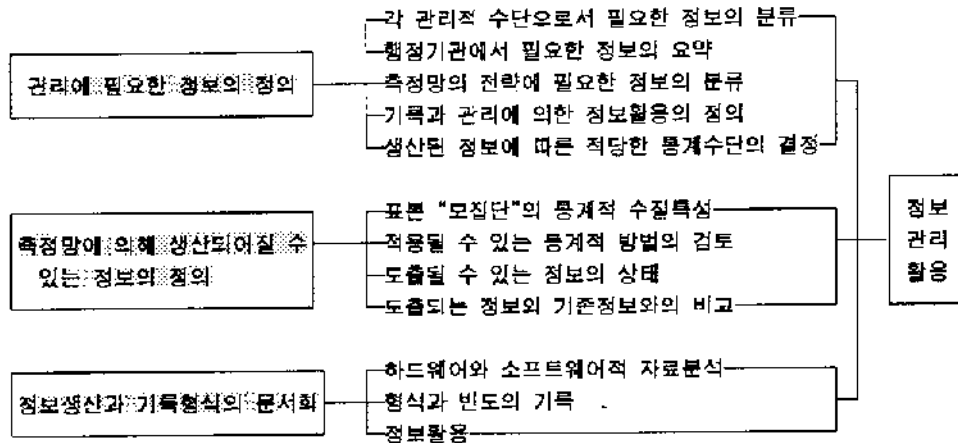 각 관리적 수단으로서 필요한 정보의 분류
행정기관에서 필요한 정보의 요약
관리에 필요한 정보의 정의
측정망의 전략에 필요한 정보의 분류
기록과 관리에 의한 정보활용의 정의
생산된 정보에 따른 적당한 통계수단의 결정
표본 “모집단”의 통계적 수질특성
측정망에 의해 생산되어질 수
있는 정보의 정의
적용될 수 있는 통계적 방법의 검토
도출될 수 있는 정보의 상태
도출되는 정보와 기존정보와의 비교
정보
관리
활용
하드웨어와 소프트웨어적 자료분석
정보생산과 기록형식의 문서화
형식과 빈도의 기록
정보활용